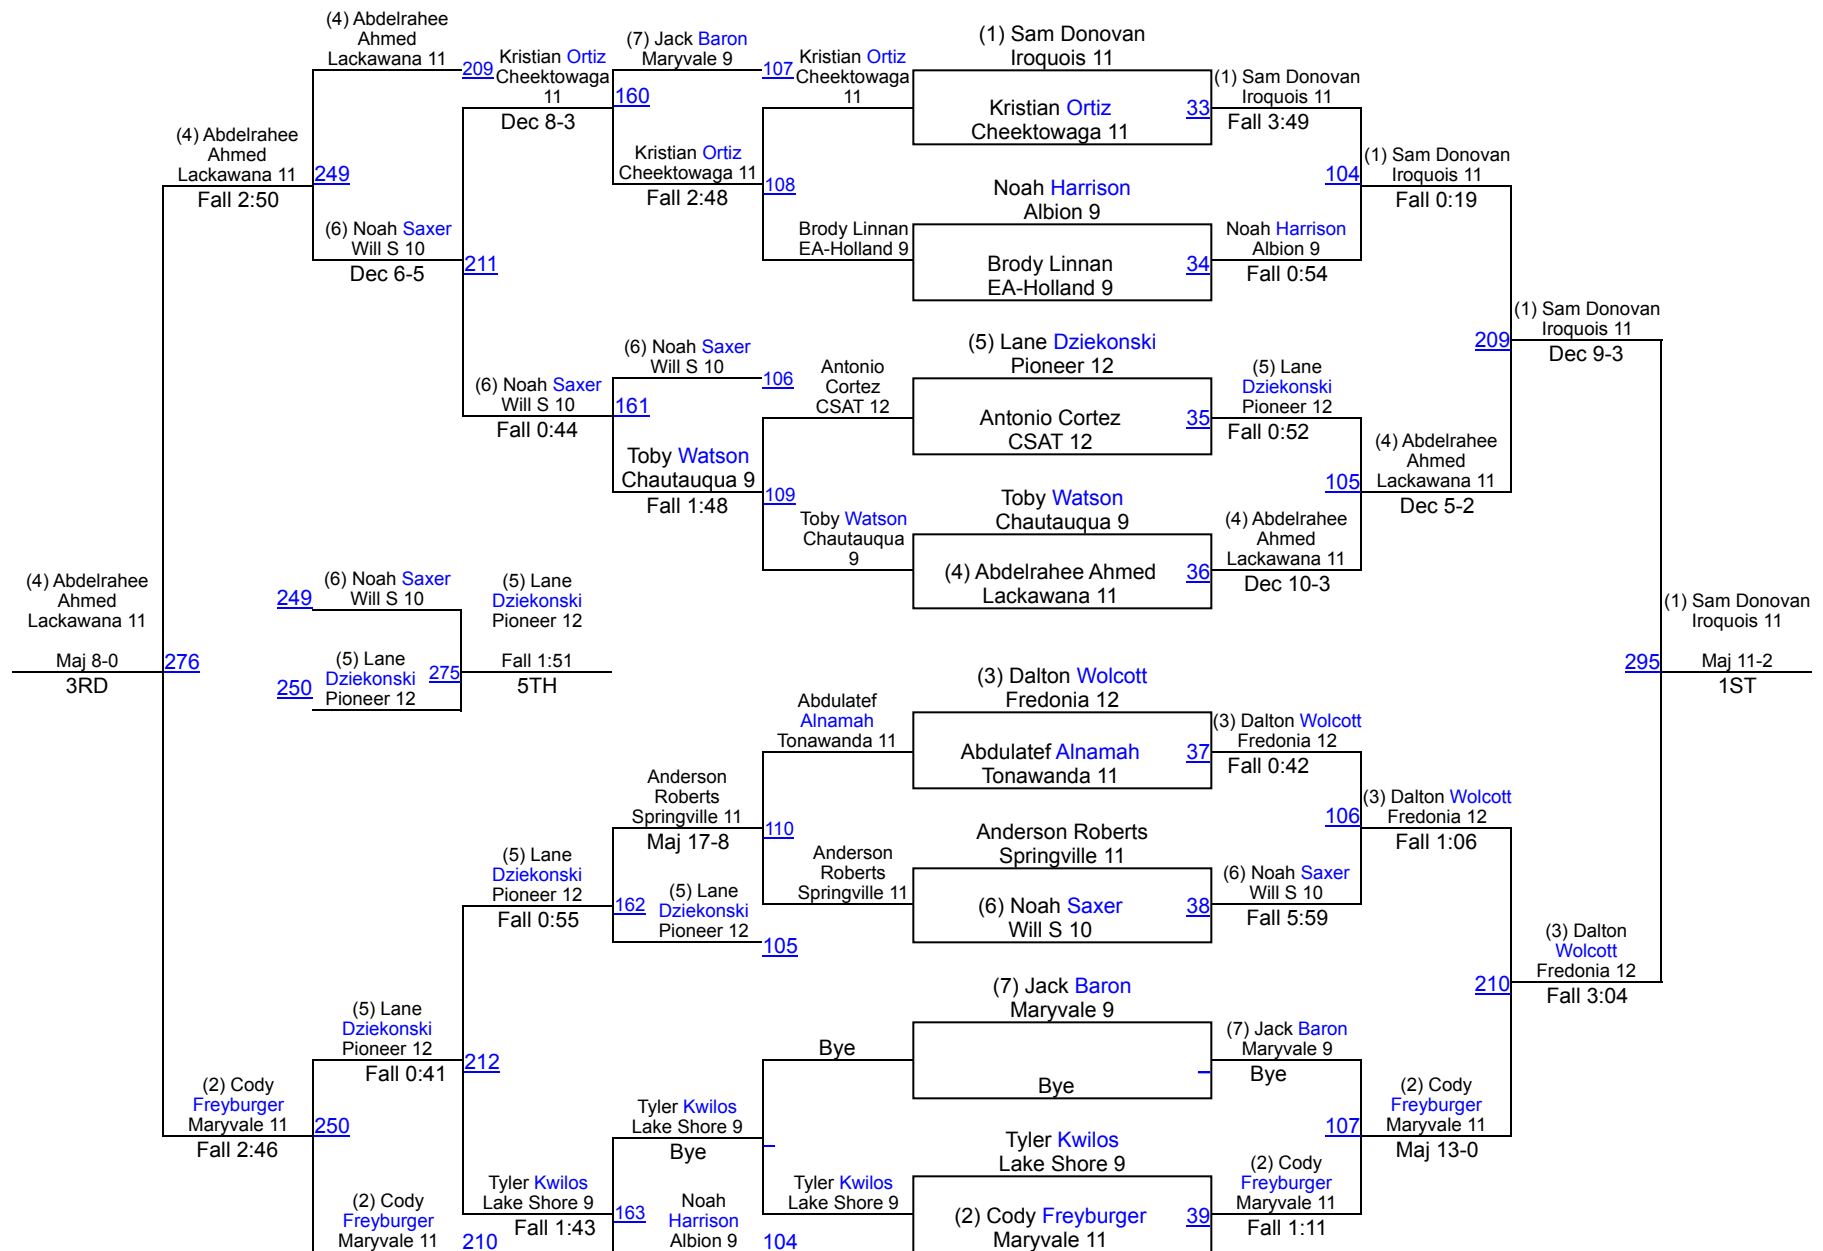 (4) Abdelrahee
Ahmed
Lackawana 11
209
Kristian Ortiz
Cheektowaga
11
Dec 8-3
(7) Jack Baron
Maryvale 9
160
107
Kristian Ortiz
Cheektowaga
11
(1) Sam Donovan
Iroquois 11
Kristian Ortiz
Cheektowaga 11
33
(1) Sam Donovan
Iroquois 11
Fall 3:49
(4) Abdelrahee
Ahmed
Lackawana 11
Fall 2:50
249
Kristian Ortiz
Cheektowaga 11
Fall 2:48
108
104
(1) Sam Donovan
Iroquois 11
Fall 0:19
(6) Noah Saxer
Will S 10
Dec 6-5
211
Brody Linnan
EA-Holland 9
Noah Harrison
Albion 9
Brody Linnan
EA-Holland 9
34
Noah Harrison
Albion 9
Fall 0:54
(1) Sam Donovan
Iroquois 11
Dec 9-3
209
(6) Noah Saxer
Will S 10
Fall 0:44
(6) Noah Saxer
Will S 10
106
161
Antonio
Cortez
CSAT 12
(5) Lane Dziekonski
Pioneer 12
Antonio Cortez
CSAT 12
35
(5) Lane
Dziekonski
Pioneer 12
Fall 0:52
Toby Watson
Chautauqua 9
Fall 1:48
109
105
(4) Abdelrahee
Ahmed
Lackawana 11
Dec 5-2
Toby Watson
Chautauqua
9
Toby Watson
Chautauqua 9
(4) Abdelrahee Ahmed
Lackawana 11
36
(4) Abdelrahee
Ahmed
Lackawana 11
Dec 10-3
(4) Abdelrahee
Ahmed
Lackawana 11
Maj 8-0
3RD
276
249
(6) Noah Saxer
Will S 10
250
(5) Lane
Dziekonski
Pioneer 12
275
(5) Lane
Dziekonski
Pioneer 12
Fall 1:51
5TH
(1) Sam Donovan
Iroquois 11
295
Maj 11-2
1ST
Abdulatef
Alnamah
Tonawanda 11
(3) Dalton Wolcott
Fredonia 12
Abdulatef Alnamah
Tonawanda 11
37
(3) Dalton Wolcott
Fredonia 12
Fall 0:42
Anderson
Roberts
Springville 11
Maj 17-8
110
106
(3) Dalton Wolcott
Fredonia 12
Fall 1:06
(5) Lane
Dziekonski
Pioneer 12
Fall 0:55
162
(5) Lane
Dziekonski
Pioneer 12
105
Anderson
Roberts
Springville 11
Anderson Roberts
Springville 11
(6) Noah Saxer
Will S 10
38
(6) Noah Saxer
Will S 10
Fall 5:59
(3) Dalton
Wolcott
Fredonia 12
Fall 3:04
210
(5) Lane
Dziekonski
Pioneer 12
Fall 0:41
212
Bye
(7) Jack Baron
Maryvale 9
Bye
(7) Jack Baron
Maryvale 9
Bye
(2) Cody
Freyburger
Maryvale 11
Fall 2:46
250
Tyler Kwilos
Lake Shore 9
Bye
107
(2) Cody
Freyburger
Maryvale 11
Maj 13-0
(2) Cody
Freyburger
Maryvale 11
210
Tyler Kwilos
Lake Shore 9
Fall 1:43
163
Noah
Harrison
Albion 9
104
Tyler Kwilos
Lake Shore 9
Tyler Kwilos
Lake Shore 9
(2) Cody Freyburger
Maryvale 11
39
(2) Cody
Freyburger
Maryvale 11
Fall 1:11